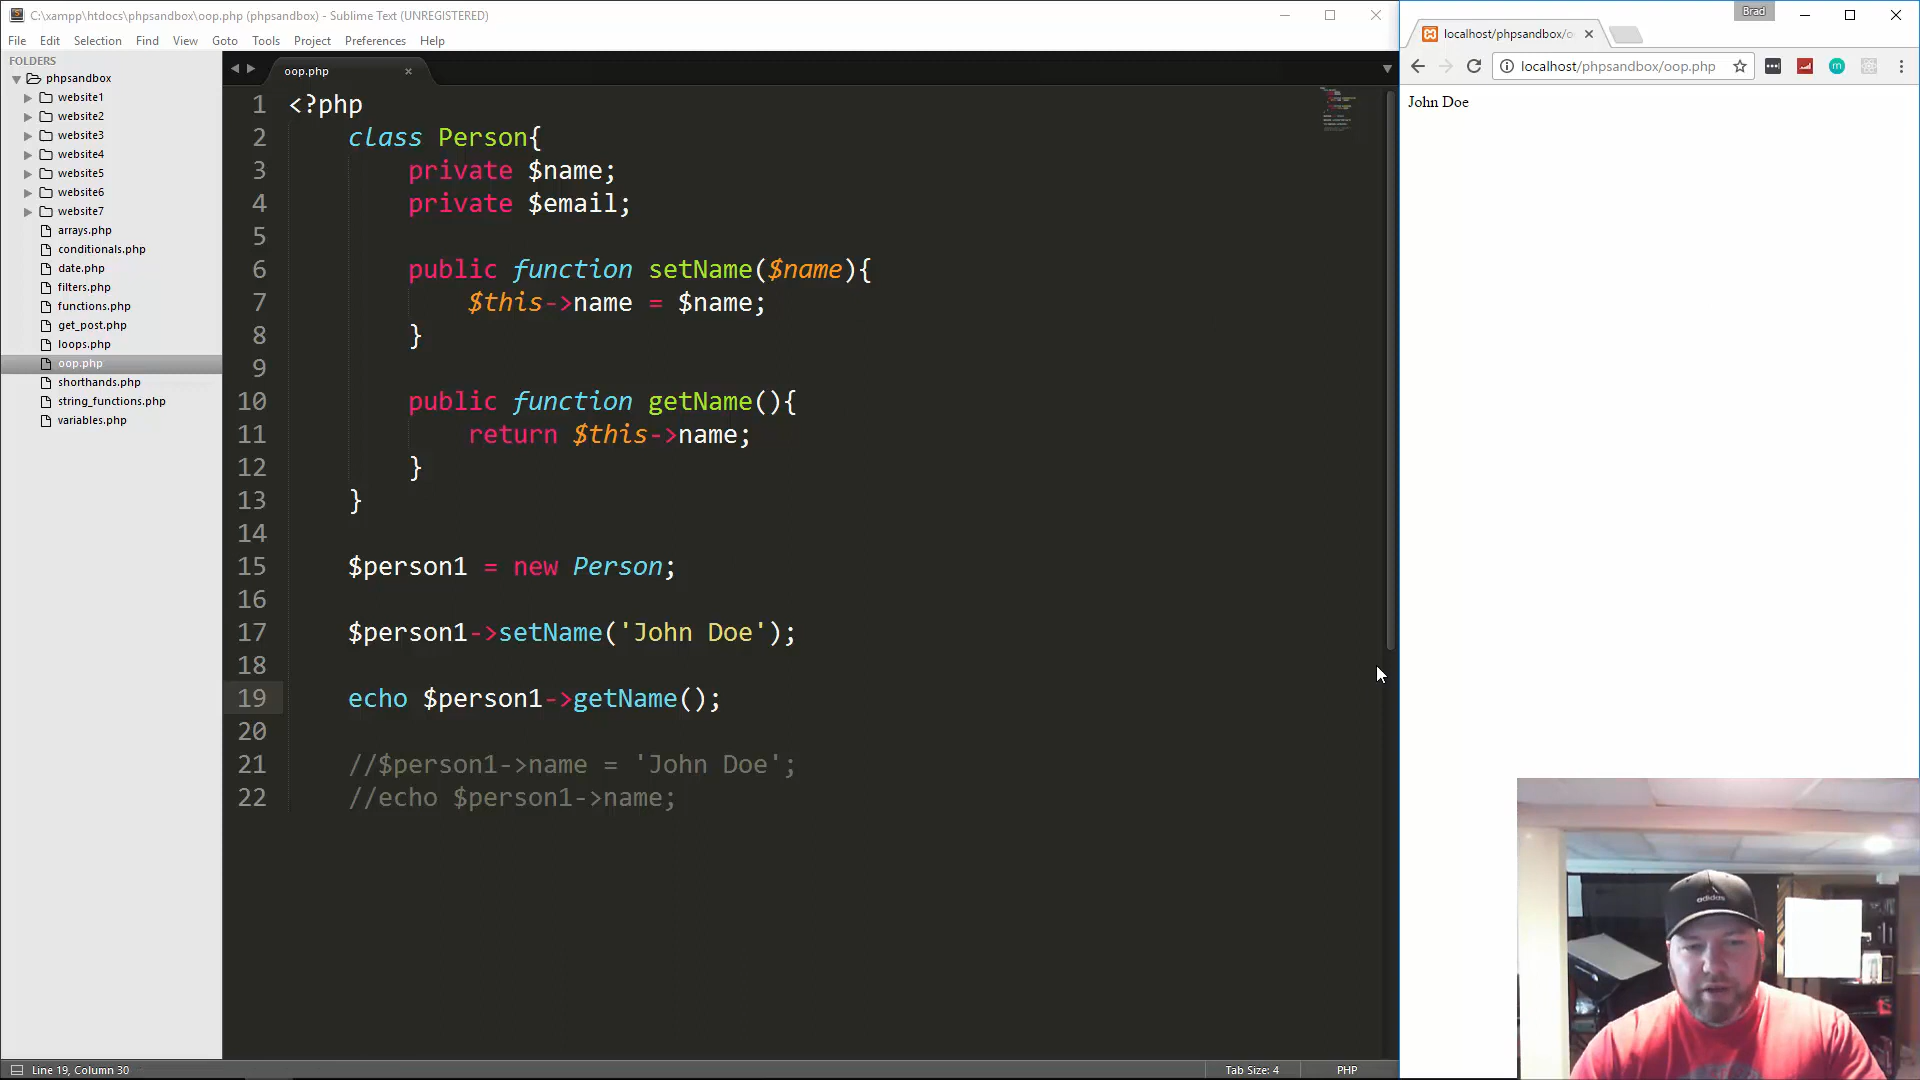 C:\xampp\htdocs\phpsandbox\oop.php (phpsandbox) - Sublime Text (UNREGISTERED)
File Edit Selection Find View Goto Tools Project Preferences Help
FOLDERS
phpsandbox
website1
website2
website3
website4
website5
website6
website7
arrays.php
conditionals.php
date.php
filters.php
functions.php
get_post.php
loops.php
oop.php
shorthands.php
string_functions.php
variables.php
oop.php
1 <?php
2 class Person{
3 private $name;
4 private $email;
5
6 public function setName($name){
7 $this->name = $name;
8 }
9
10 public function getName(){
11 return $this->name;
12 }
13 }
14
15 $person1 = new Person;
16
17 $person1->setName('John Doe');
18
19 echo $person1->getName();
20
21 //$person1->name = 'John Doe';
22 //echo $person1->name;
Line 19, Column 30
Tab Size: 4
PHP
Brad
localhost/phpsandbox/o
localhost/phpsandbox/oop.php
John Doe
adidas